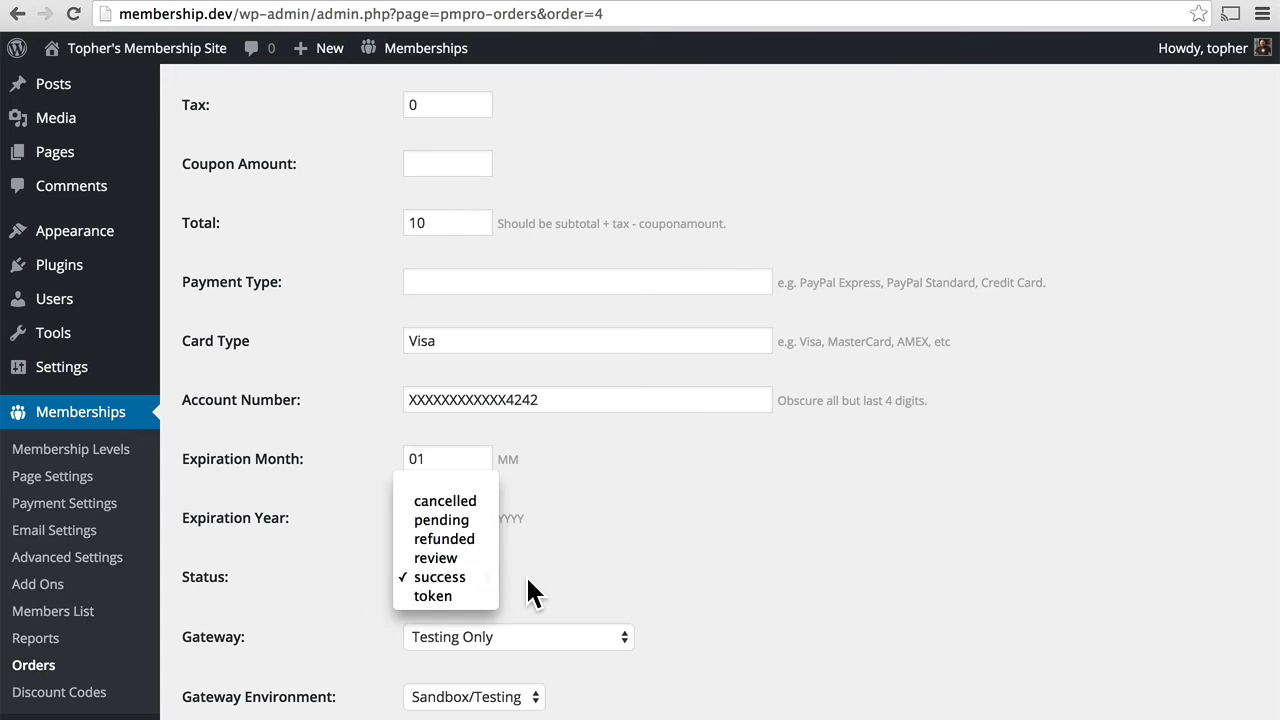 membership.dev/wp-admin/admin.php?page=pmpro-orders&order=4
Topher's Membership Site 0 New Memberships Howdy, topher
Posts
Media
Pages
Comments
Appearance
Plugins
Users
Tools
Settings
Memberships
Membership Levels
Page Settings
Payment Settings
Email Settings
Advanced Settings
Add Ons
Members List
Reports
Orders
Discount Codes
Tax: 0
Coupon Amount:
Total: 10 Should be subtotal + tax - couponamount.
Payment Type: e.g. PayPal Express, PayPal Standard, Credit Card.
Card Type Visa e.g. Visa, MasterCard, AMEX, etc
Account Number: XXXXXXXXXXXX4242 Obscure all but last 4 digits.
Expiration Month: 01 MM
Expiration Year: YYYY
Status:
cancelled
pending
refunded
review
✓ success
token
Gateway: Testing Only
Gateway Environment: Sandbox/Testing